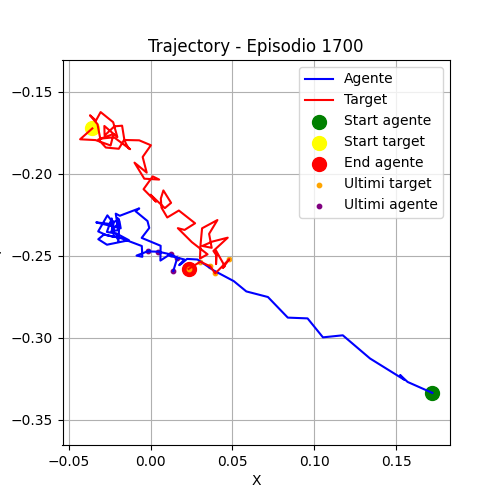 Trajectory - Episodio 1700
Agente
Target
Start agente
Start target
End agente
Ultimi target
Ultimi agente
−0.15
−0.20
−0.25
−0.30
−0.35
−0.05
0.00
0.05
0.10
0.15
X